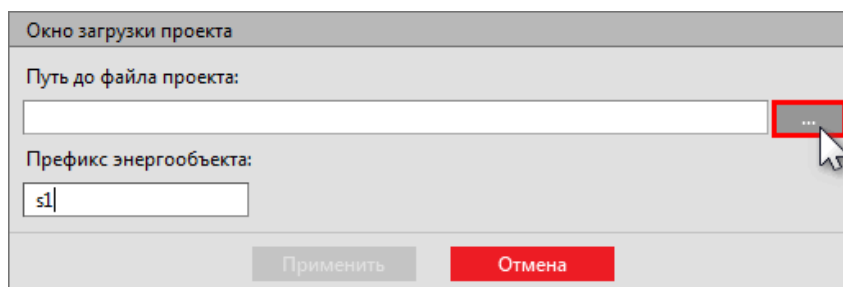 Окно загрузки проекта
Путь до файла проекта:
...
Префикс энергообъекта:
s1
Применить Отмена